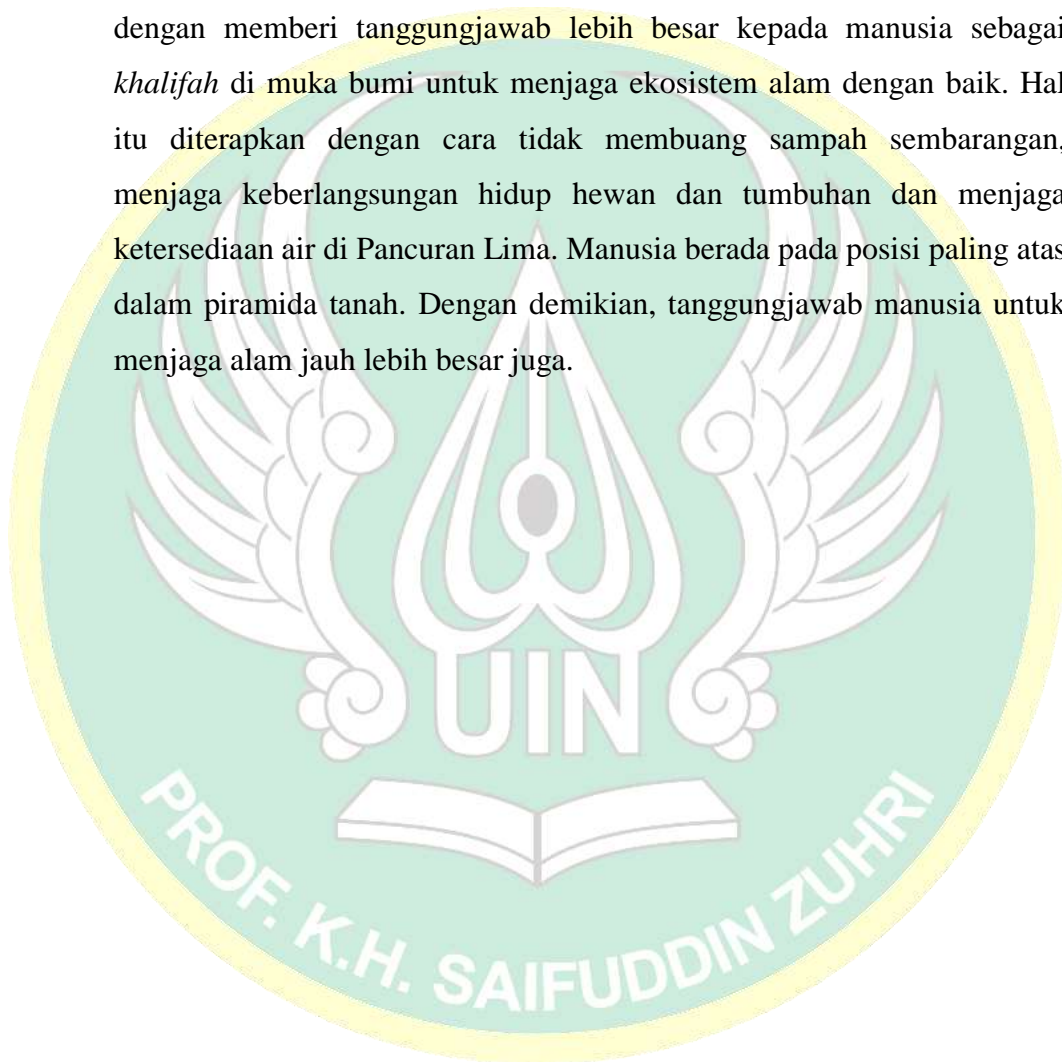 dengan memberi tanggungjawab lebih besar kepada manusia sebagai
khalifah di muka bumi untuk menjaga ekosistem alam dengan baik. Hal
itu diterapkan dengan cara tidak membuang sampah sembarangan,
menjaga keberlangsungan hidup hewan dan tumbuhan dan menjaga
ketersediaan air di Pancuran Lima. Manusia berada pada posisi paling atas
dalam piramida tanah. Dengan demikian, tanggungjawab manusia untuk
menjaga alam jauh lebih besar juga.
UIN
PROF. K.H. SAIFUDDIN ZUHRI